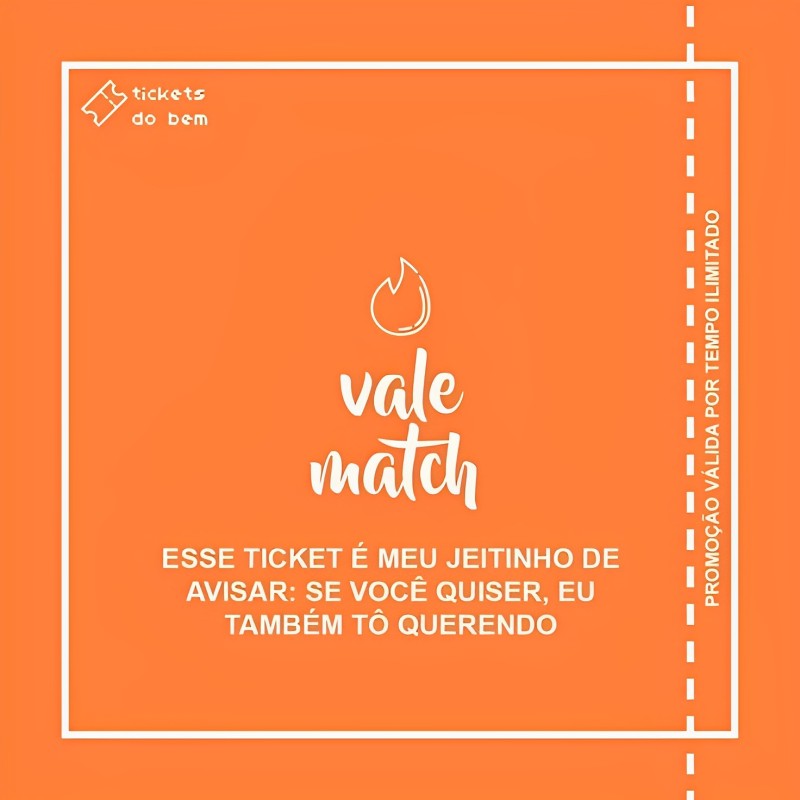 tickets
do bem
vale
match
ESSE TICKET É MEU JEITINHO DE
AVISAR: SE VOCÊ QUISER, EU
TAMBÉM TÔ QUERENDO
PROMOÇÃO VÁLIDA POR TEMPO ILIMITADO